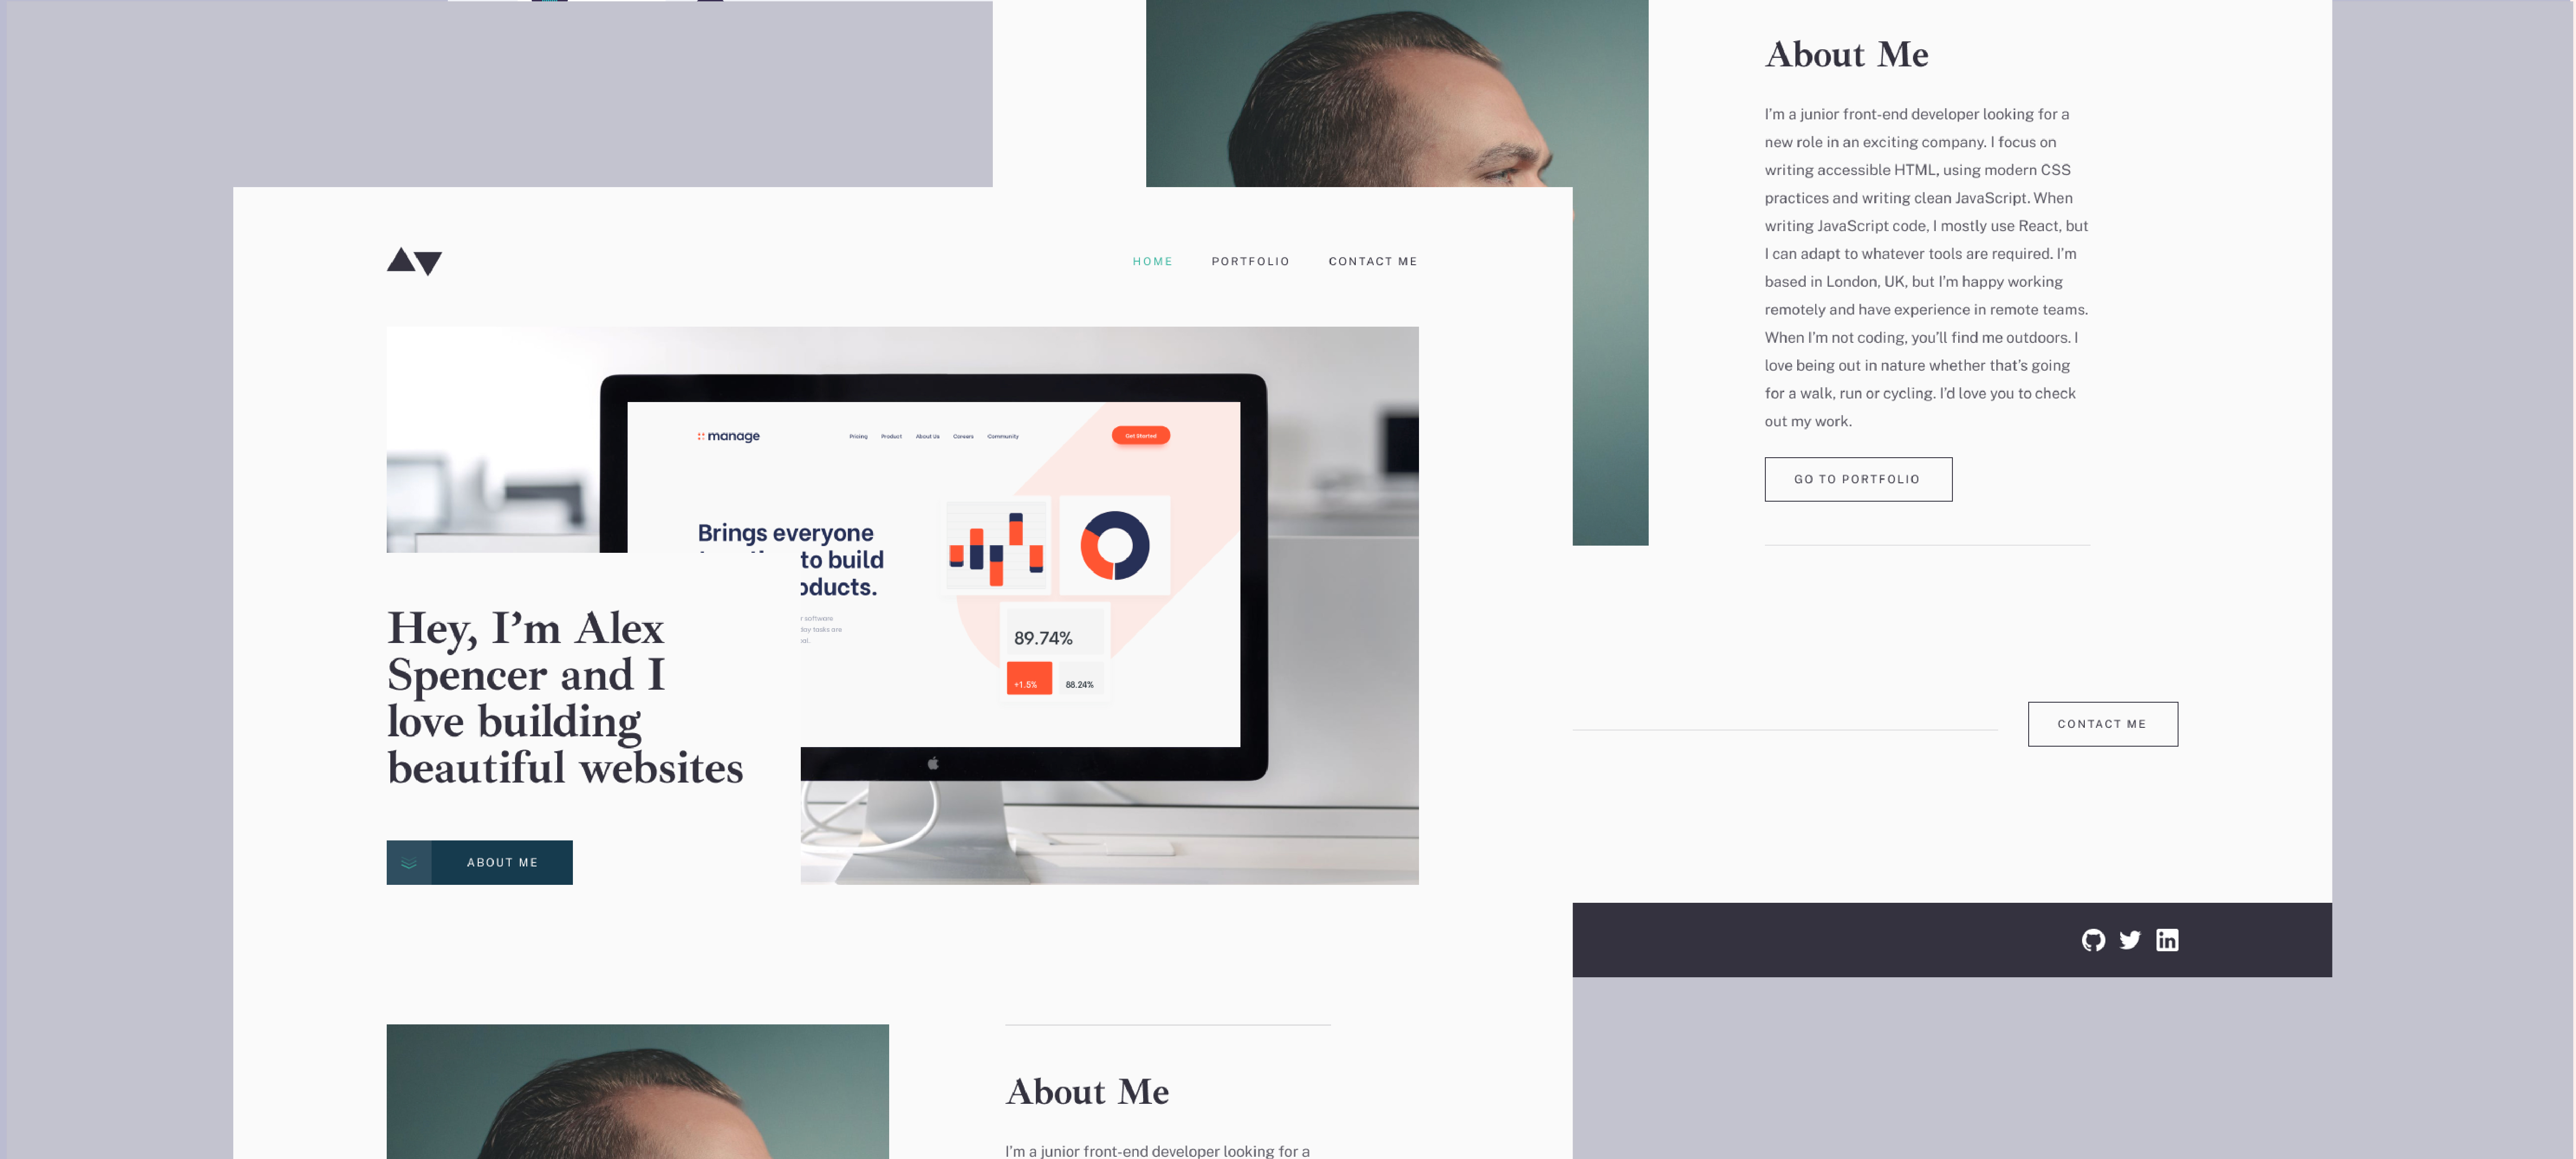 About Me
I’m a junior front-end developer looking for a
new role in an exciting company. I focus on
writing accessible HTML, using modern CSS
practices and writing clean JavaScript. When
writing JavaScript code, I mostly use React, but
I can adapt to whatever tools are required. I’m
based in London, UK, but I’m happy working
remotely and have experience in remote teams.
When I’m not coding, you’ll find me outdoors. I
love being out in nature whether that’s going
for a walk, run or cycling. I’d love you to check
out my work.
GO TO PORTFOLIO
CONTACT ME
HOME PORTFOLIO CONTACT ME
manage Pricing Product About Us Careers Community Get Started
Brings everyone
to build
89.74%
+1.5% 88.24%
software
tasks are
Hey, I’m Alex
Spencer and I
love building
beautiful websites
ABOUT ME
About Me
I’m a junior front-end developer looking for a